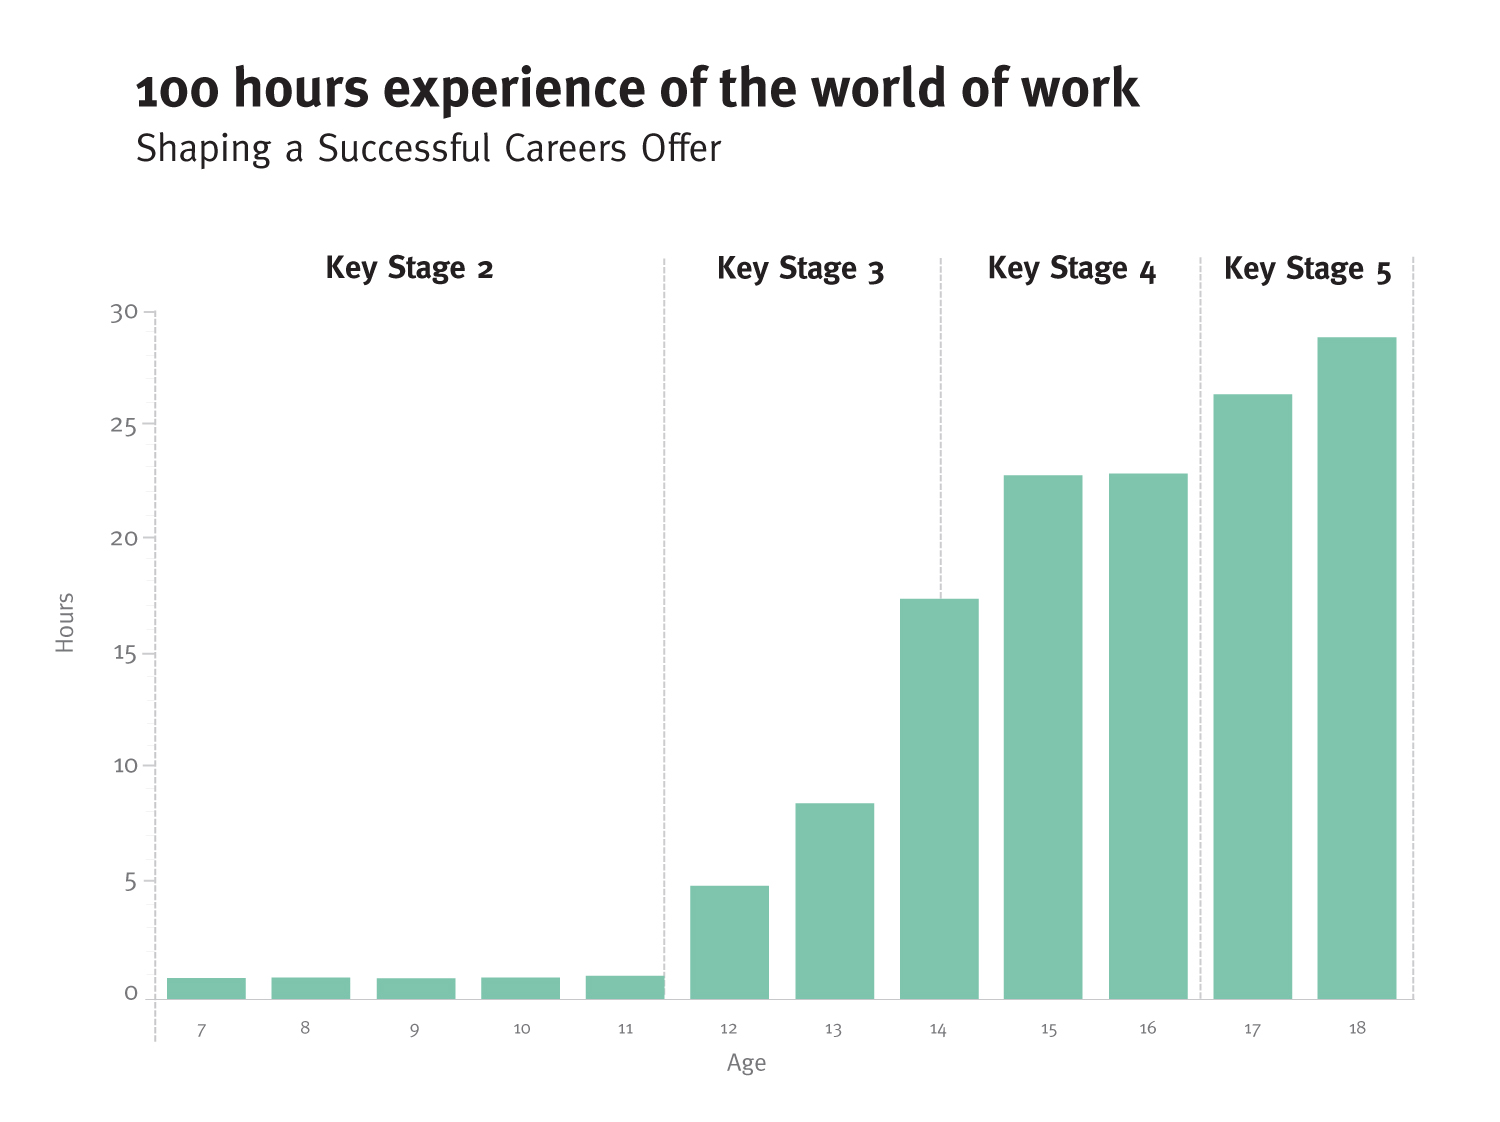 100 hours experience of the world of work
Shaping a Successful Careers Offer
Key Stage 2 Key Stage 3 Key Stage 4 Key Stage 5
30
25
20
15
10
5
0
Hours
7 8 9 10 11 12 13 14 15 16 17 18
Age